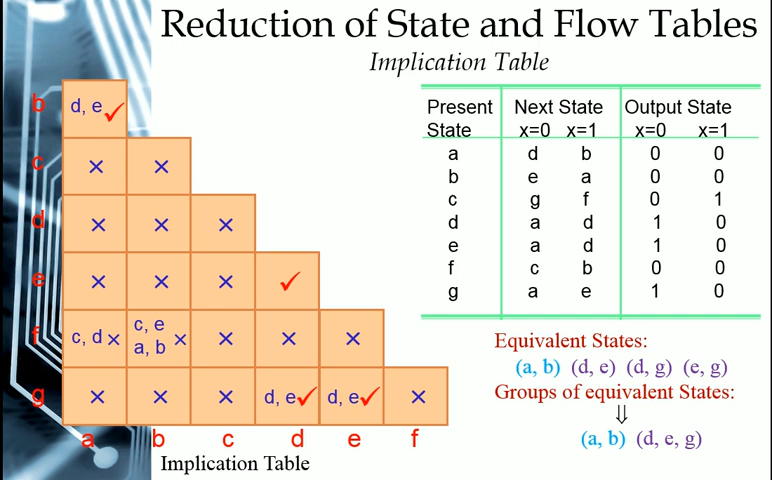 Reduction of State and Flow Tables
Implication Table
b d, e ✓
c × ×
d × × ×
e × × × ✓
f c, d × c, e a, b × × × ×
g × × × d, e ✓ d, e ✓ ×
a b c d e f
Implication Table
Present State Next State Output State
x=0 x=1 x=0 x=1
a d b 0 0
b e a 0 0
c g f 0 1
d a d 1 0
e a d 1 0
f c b 0 0
g a e 1 0
Equivalent States:
(a, b) (d, e) (d, g) (e, g)
Groups of equivalent States:
⇓
(a, b) (d, e, g)